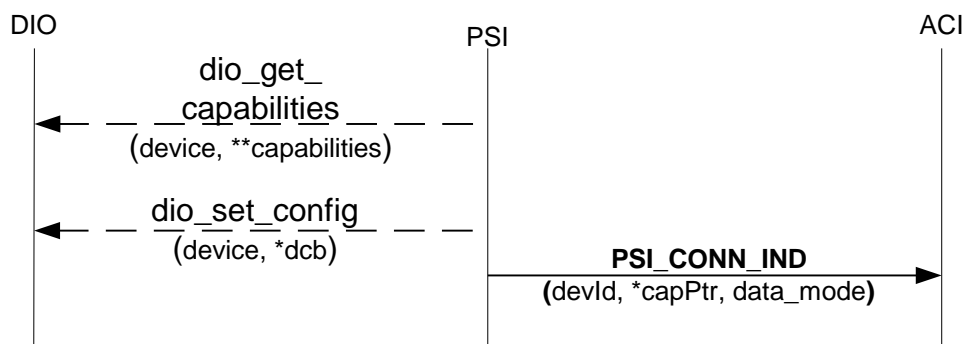 DIO
PSI
ACI
dio_get_
capabilities
(device, **capabilities)
dio_set_config
(device, *dcb)
PSI_CONN_IND
(devId, *capPtr, data_mode)